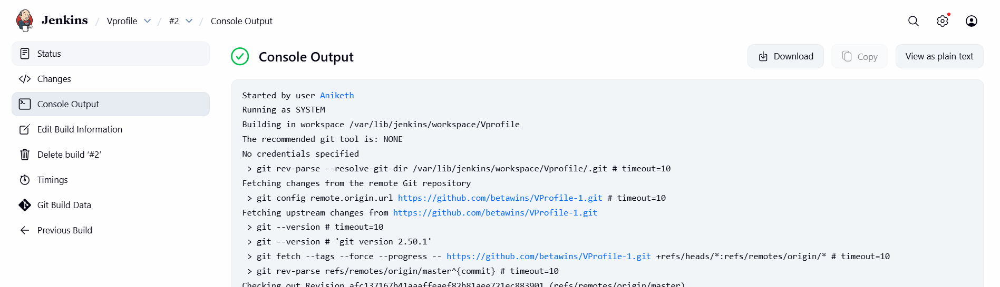 Jenkins / Vprofile / #2 / Console Output
Status
Changes
Console Output
Edit Build Information
Delete build ‘#2’
Timings
Git Build Data
Previous Build
Console Output
Download
Copy
View as plain text
Started by user Aniketh
Running as SYSTEM
Building in workspace /var/lib/jenkins/workspace/Vprofile
The recommended git tool is: NONE
No credentials specified
> git rev-parse --resolve-git-dir /var/lib/jenkins/workspace/Vprofile/.git # timeout=10
Fetching changes from the remote Git repository
> git config remote.origin.url https://github.com/betawins/VProfile-1.git # timeout=10
Fetching upstream changes from https://github.com/betawins/VProfile-1.git
> git --version # timeout=10
> git --version # 'git version 2.50.1'
> git fetch --tags --force --progress -- https://github.com/betawins/VProfile-1.git +refs/heads/*:refs/remotes/origin/* # timeout=10
> git rev-parse refs/remotes/origin/master^{commit} # timeout=10
Checking out Revision afc137167b41aaaffeaef82b81aee721ec883901 (refs/remotes/origin/master)